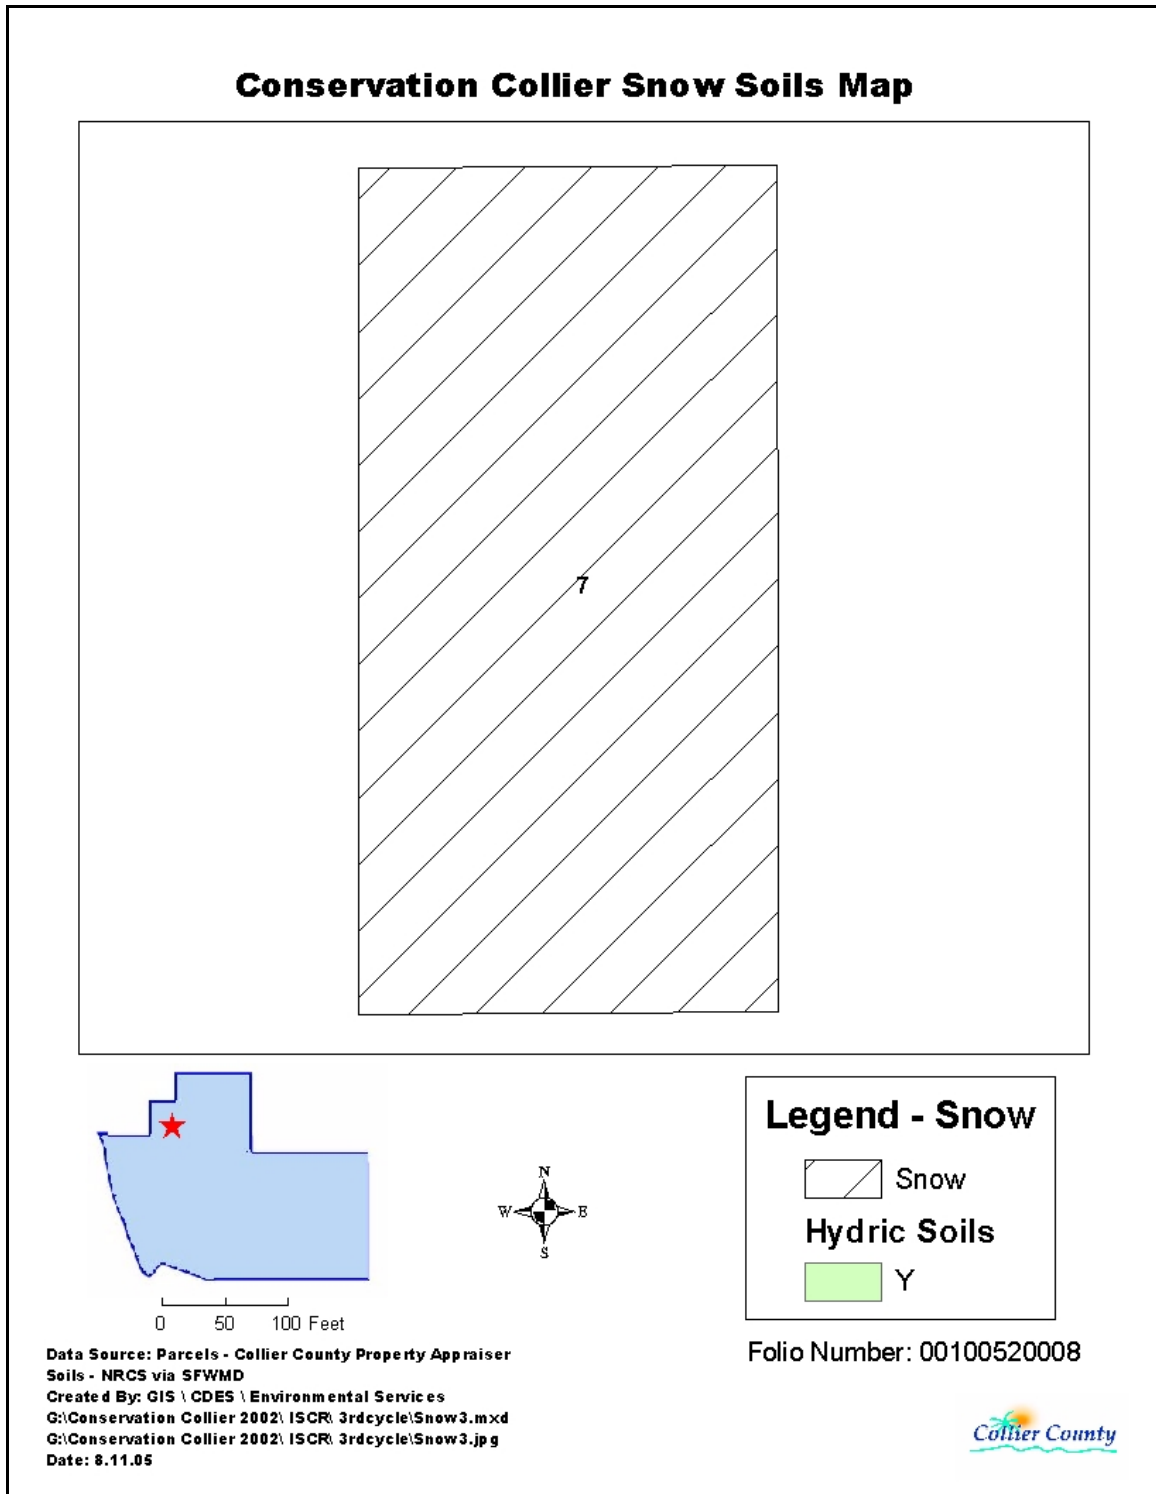 Conservation Collier Snow Soils Map
7
Legend - Snow
Snow
Hydric Soils
Y
N
W E
S
0 50 100 Feet
Folio Number: 00100520008
Data Source: Parcels - Collier County Property Appraiser
Soils - NRCS via SFWMD
Created By: GIS \ CDES \ Environmental Services
G:\Conservation Collier 2002\ ISCR\ 3rdcycle\Snow3.mxd
G:\Conservation Collier 2002\ ISCR\ 3rdcycle\Snow3.jpg
Date: 8.11.05
Collier County